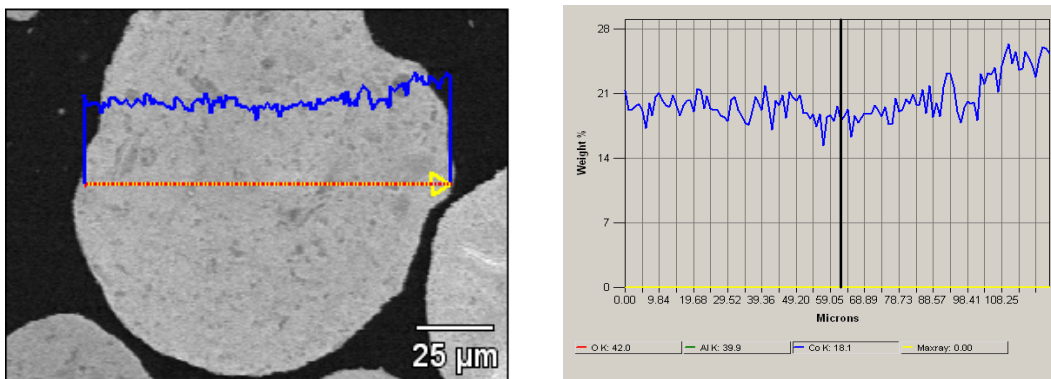 25 µm
28
21
14
7
0
Weight %
0.00 9.84 19.68 29.52 39.36 49.20 59.05 68.89 78.73 88.57 98.41 108.25
Microns
O K: 42.0 Al K: 39.9 Co K: 18.1 Maxray: 0.00